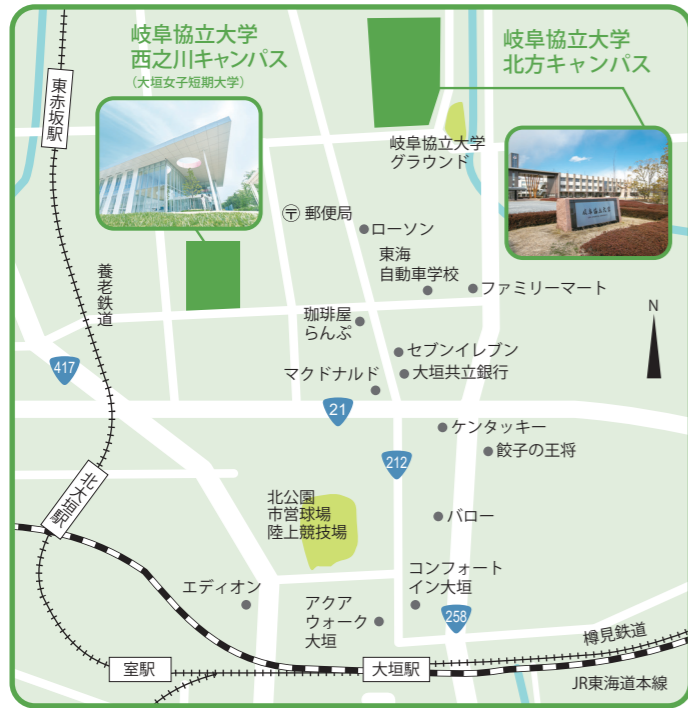 岐阜協立大学
西之川キャンパス
(大垣女子短期大学)
岐阜協立大学
北方キャンパス
東赤坂駅
岐阜協立大学
グラウンド
岐阜協立大学
〒郵便局
ローソン
東海
自動車学校
ファミリーマート
養老鉄道
珈琲屋
らんぷ
セブンイレブン
大垣共立銀行
マクドナルド
N
417
21
ケンタッキー
餃子の王将
212
北大垣駅
北公園
市営球場
陸上競技場
バロー
エディオン
コンフォート
イン大垣
アクア
ウォーク
大垣
258
樽見鉄道
室駅
大垣駅
JR東海道本線